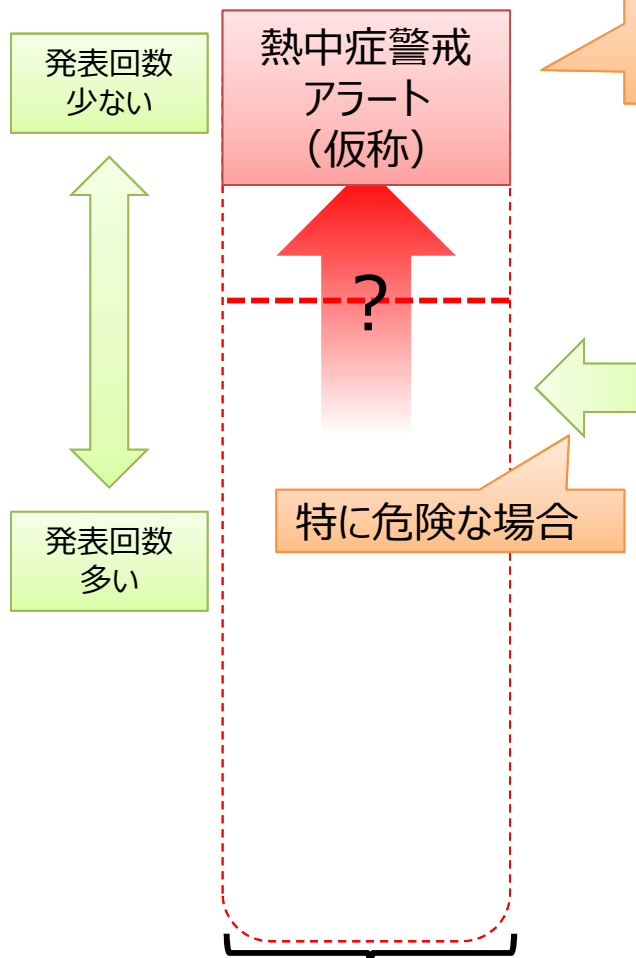 発表回数
少ない
熱中症警戒
アラート
（仮称）
?
特に危険な場合
発表回数
多い